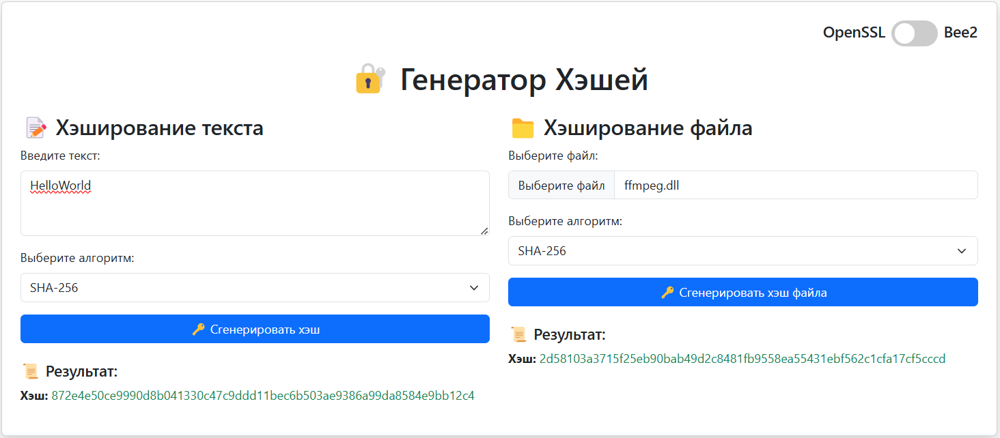 OpenSSL Bee2
Генератор Хэшей
Хэширование текста
Введите текст:
HelloWorld
Выберите алгоритм:
SHA-256
Сгенерировать хэш
Результат:
Хэш: 872e4e50ce9990d8b041330c47c9ddd11bec6b503ae9386a99da8584e9bb12c4
Хэширование файла
Выберите файл:
Выберите файл ffmpeg.dll
Выберите алгоритм:
SHA-256
Сгенерировать хэш файла
Результат:
Хэш: 2d58103a3715f25eb90bab49d2c8481fb9558ea55431ebf562c1cfa17cf5cccd